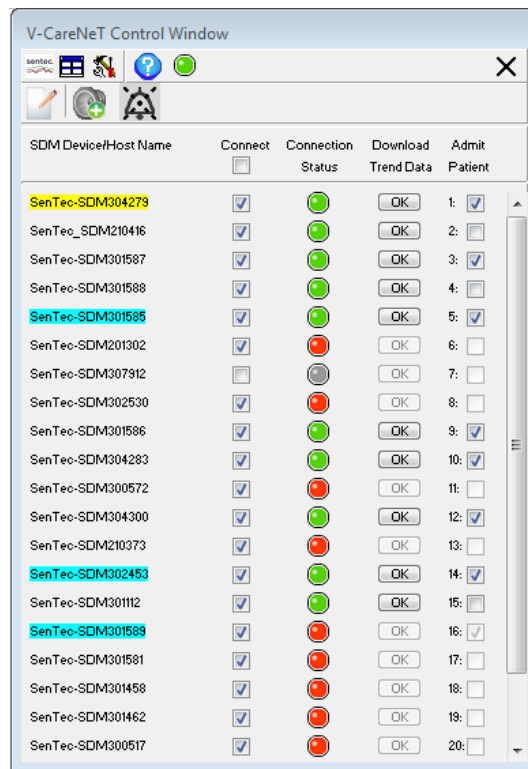 V-CareNeT Control Window
sentec
?
SDM Device/Host Name Connect Connection Status Download Trend Data Admit Patient
SenTec-SDM304279 OK 1:
SenTec_SDM210416 OK 2:
SenTec-SDM301587 OK 3:
SenTec-SDM301588 OK 4:
SenTec-SDM301585 OK 5:
SenTec-SDM201302 OK 6:
SenTec-SDM307912 OK 7:
SenTec-SDM302530 OK 8:
SenTec-SDM301586 OK 9:
SenTec-SDM304283 OK 10:
SenTec-SDM300572 OK 11:
SenTec-SDM304300 OK 12:
SenTec-SDM210373 OK 13:
SenTec-SDM302453 OK 14:
SenTec-SDM301112 OK 15:
SenTec-SDM301589 OK 16:
SenTec-SDM301581 OK 17:
SenTec-SDM301458 OK 18:
SenTec-SDM301462 OK 19:
SenTec-SDM300517 OK 20: